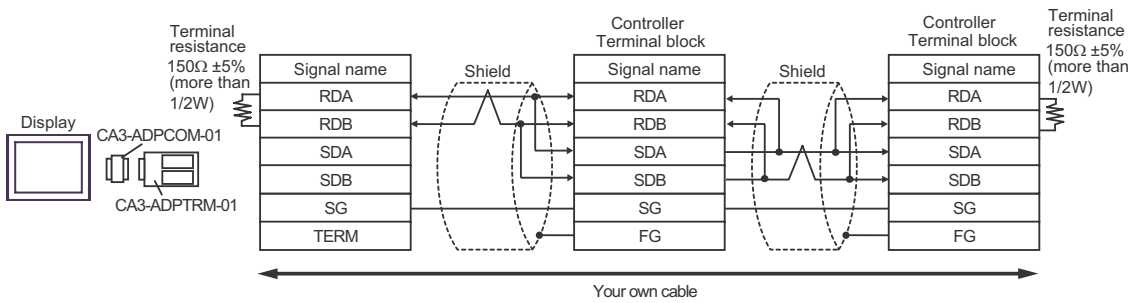 Terminal
resistance
150Ω ±5%
(more than
1/2W)
Display
CA3-ADPCOM-01
CA3-ADPTRM-01
Signal name
RDA
RDB
SDA
SDB
SG
TERM
Shield
Controller
Terminal block
Signal name
RDA
RDB
SDA
SDB
SG
FG
Shield
Controller
Terminal block
Signal name
RDA
RDB
SDA
SDB
SG
FG
Terminal
resistance
150Ω ±5%
(more than
1/2W)
Your own cable